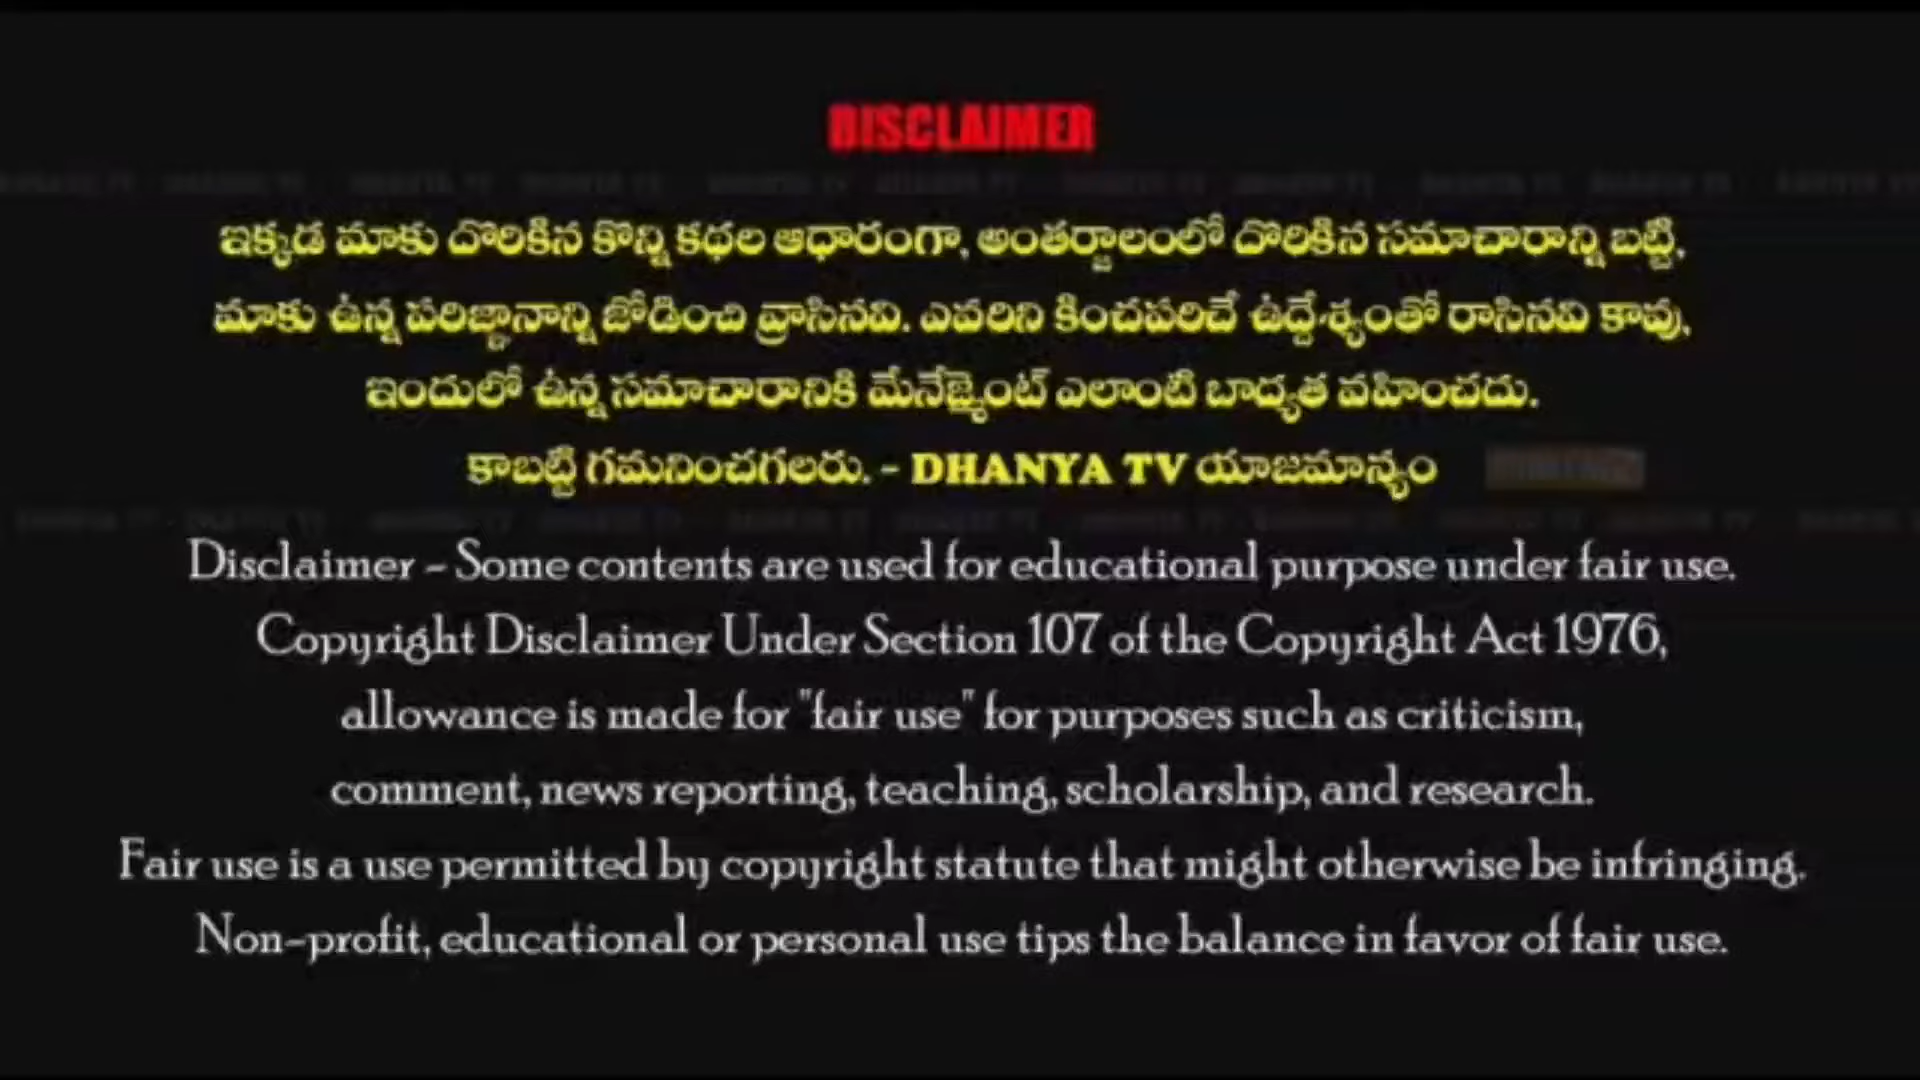 DISCLAIMER
ఇక్కడ మాకు దొరికిన కొన్ని కథల ఆధారంగా, అంతర్జాలంలో దొరికిన సమాచారాన్ని బట్టి,
మాకు ఉన్న పరిజ్ఞానాన్ని జోడించి వ్రాసినవి. ఎవరిని కించపరిచే ఉద్దేశ్యంతో రాసినవి కావు,
ఇందులో ఉన్న సమాచారానికి మేనేజ్మెంట్ ఎలాంటి బాధ్యత వహించదు.
కాబట్టి గమనించగలరు. - DHANYA TV యాజమాన్యం
Disclaimer - Some contents are used for educational purpose under fair use.
Copyright Disclaimer Under Section 107 of the Copyright Act 1976,
allowance is made for "fair use" for purposes such as criticism,
comment, news reporting, teaching, scholarship, and research.
Fair use is a use permitted by copyright statute that might otherwise be infringing.
Non-profit, educational or personal use tips the balance in favor of fair use.